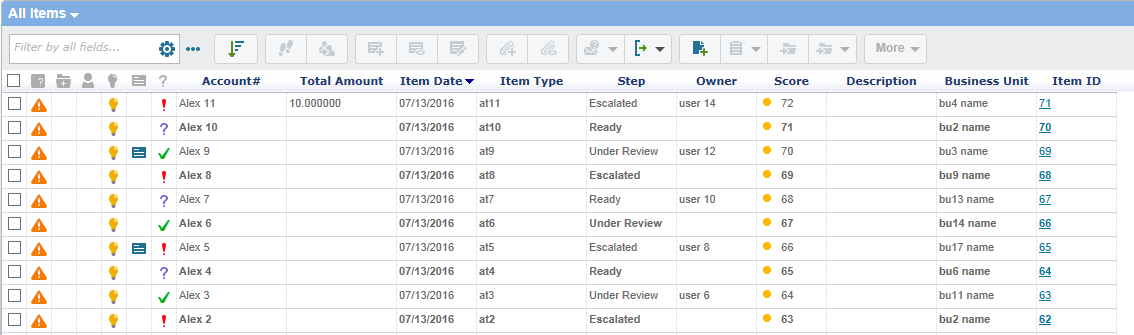 All Items
Filter by all fields...
More
? Account# Total Amount Item Date Item Type Step Owner Score Description Business Unit Item ID
Alex 11 10.000000 07/13/2016 at11 Escalated user 14 72 bu4 name 71
Alex 10 07/13/2016 at10 Ready 71 bu2 name 70
Alex 9 07/13/2016 at9 Under Review user 12 70 bu3 name 69
Alex 8 07/13/2016 at8 Escalated 69 bu9 name 68
Alex 7 07/13/2016 at7 Ready user 10 68 bu13 name 67
Alex 6 07/13/2016 at6 Under Review 67 bu14 name 66
Alex 5 07/13/2016 at5 Escalated user 8 66 bu17 name 65
Alex 4 07/13/2016 at4 Ready 65 bu6 name 64
Alex 3 07/13/2016 at3 Under Review user 6 64 bu11 name 63
Alex 2 07/13/2016 at2 Escalated 63 bu2 name 62